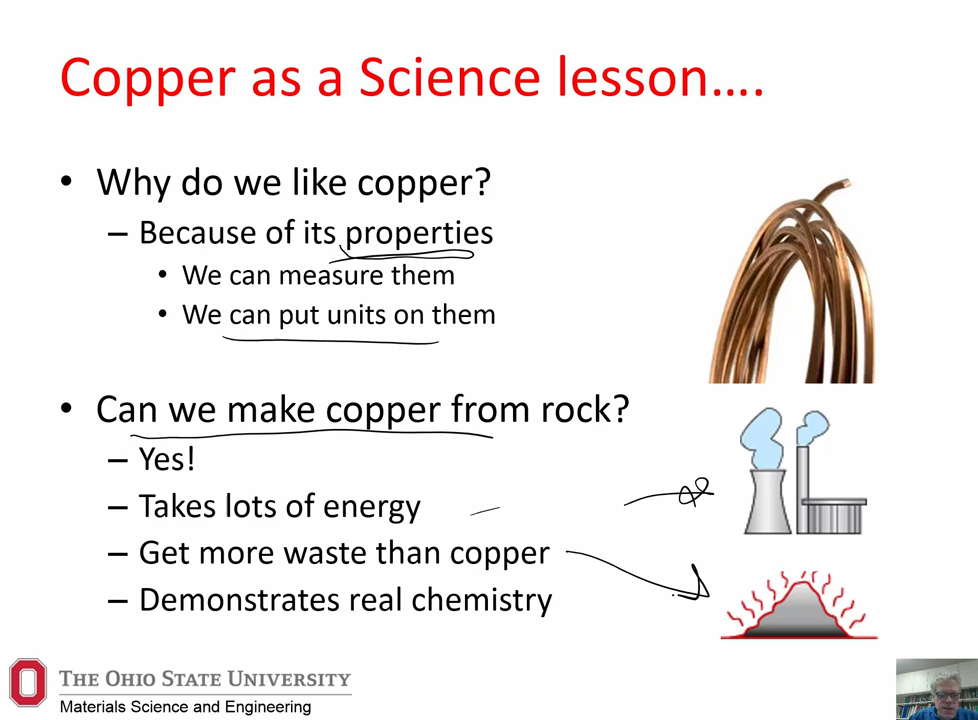 Copper as a Science lesson….
• Why do we like copper?
– Because of its properties
• We can measure them
• We can put units on them
• Can we make copper from rock?
– Yes!
– Takes lots of energy
– Get more waste than copper
– Demonstrates real chemistry
THE OHIO STATE UNIVERSITY
Materials Science and Engineering